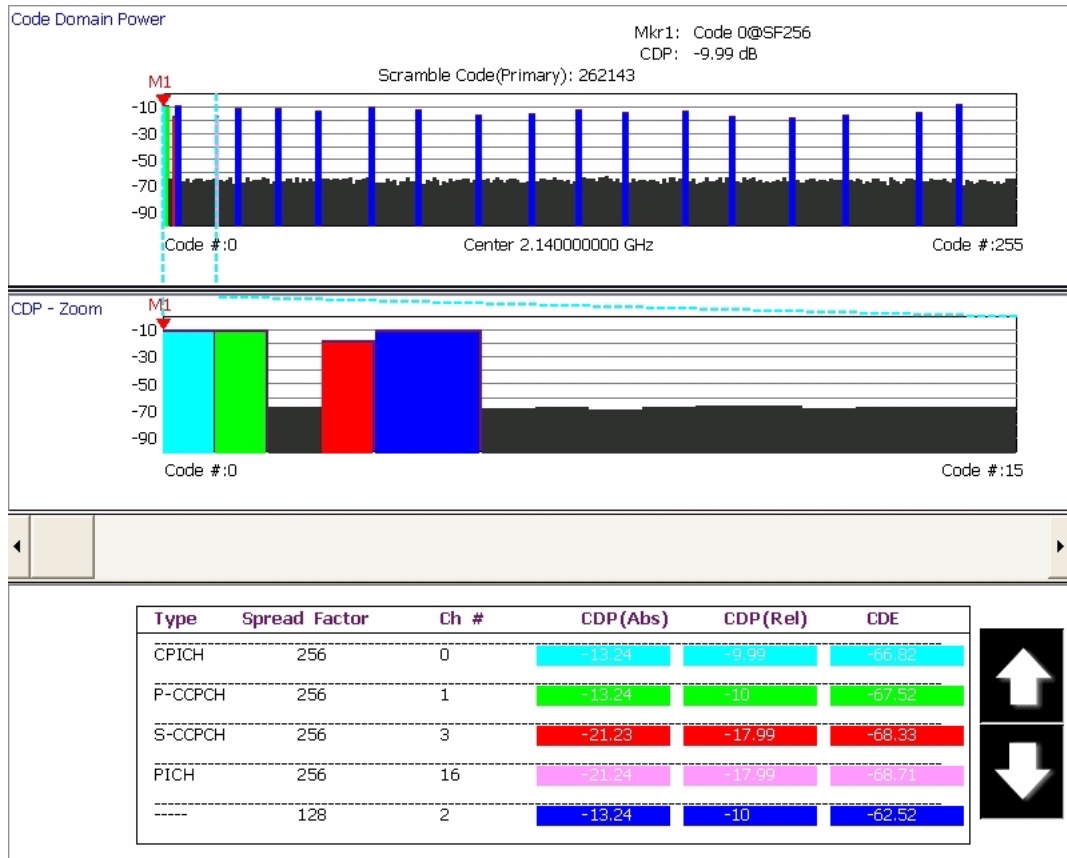 Code Domain Power
Mkr1: Code 0@SF256
CDP: -9.99 dB
Scramble Code(Primary): 262143
M1
-10
-30
-50
-70
-90
Code #:0 Center 2.140000000 GHz Code #:255
CDP - Zoom
M1
-10
-30
-50
-70
-90
Code #:0 Code #:15
Type Spread Factor Ch # CDP(Abs) CDP(Rel) CDE
CPICH 256 0 -13.24 -9.99 -66.82
P-CCPCH 256 1 -13.24 -10 -67.52
S-CCPCH 256 3 -21.23 -17.99 -68.33
PICH 256 16 -21.24 -17.99 -68.71
----- 128 2 -13.24 -10 -62.52